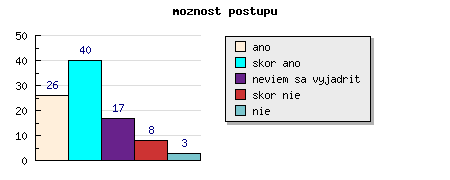 moznost postupu
50
40
30
20
10
0
26
40
17
8
3
ano
skor ano
neviem sa vyjadrit
skor nie
nie